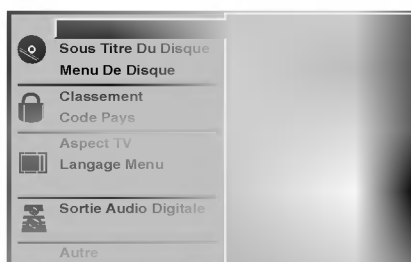 Sous Titre Du Disque
Menu De Disque
Classement
Code Pays
Aspect TV
Langage Menu
Sortie Audio Digitale
Autre